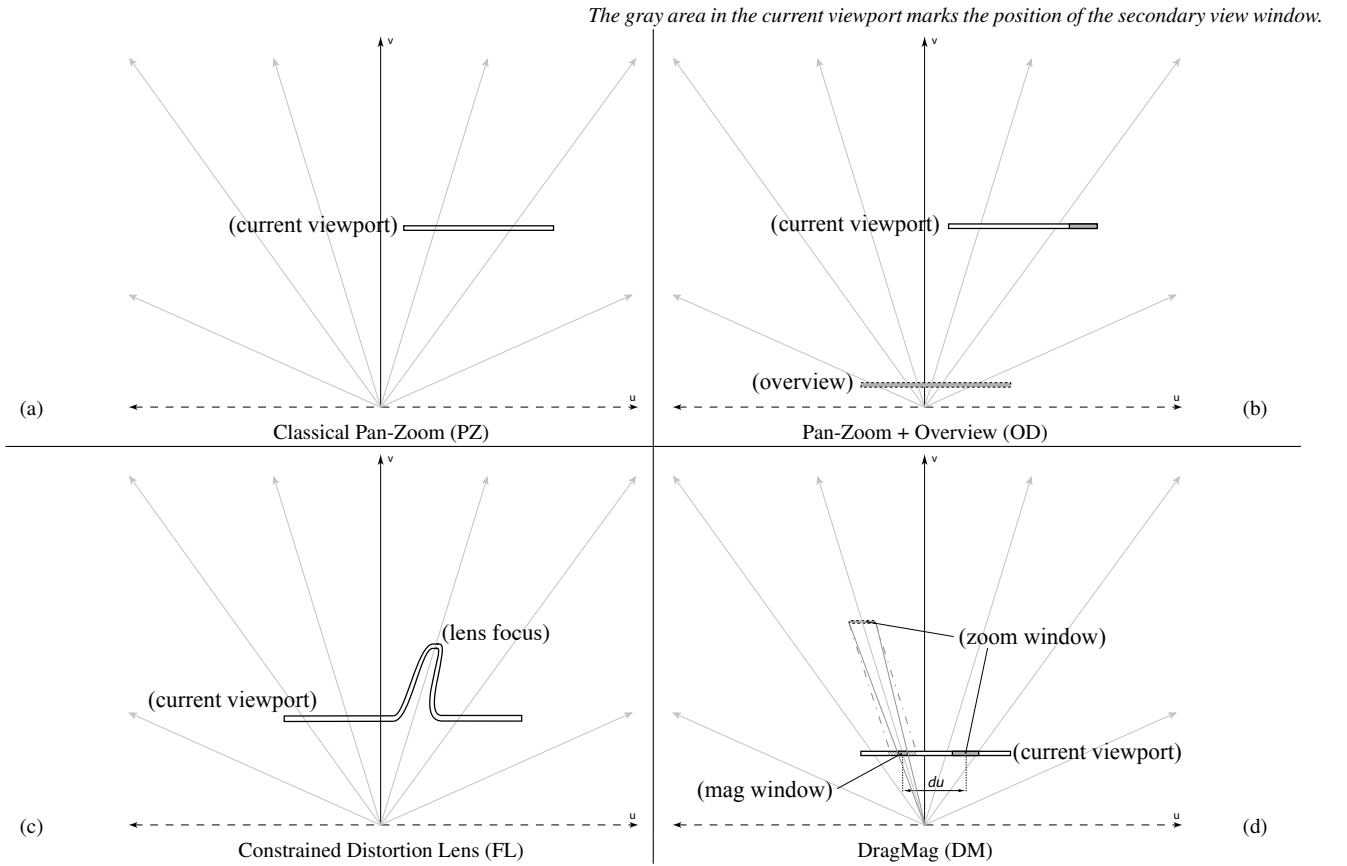 The gray area in the current viewport marks the position of the secondary view window.
v
(current viewport)
u
(a)
Classical Pan-Zoom (PZ)
v
(current viewport)
(overview)
u
(b)
Pan-Zoom + Overview (OD)
v
(lens focus)
(current viewport)
u
(c)
Constrained Distortion Lens (FL)
v
(zoom window)
(current viewport)
(mag window)
du
u
(d)
DragMag (DM)